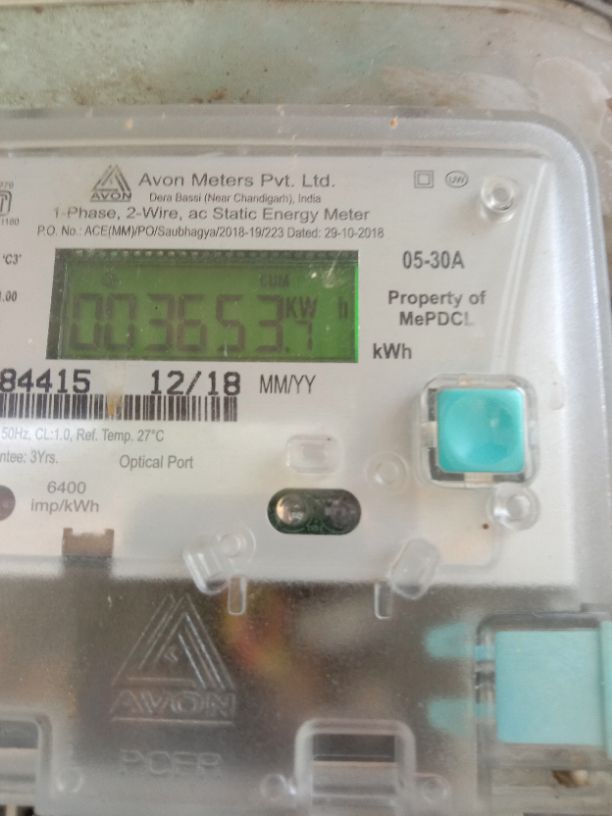 AVON
Avon Meters Pvt. Ltd.
Dera Bassi (Near Chandigarh), India
1-Phase, 2-Wire, ac Static Energy Meter
P.O. No.: ACE(MM)/PO/Saubhagya/2018-19/223 Dated: 29-10-2018
'C3'
05-30A
CUM
003653.7 KW h
Property of
MePDCL
kWh
84415 12/18 MM/YY
50Hz, CL:1.0, Ref. Temp. 27°C
ntee: 3Yrs.
Optical Port
6400
imp/kWh
AVON